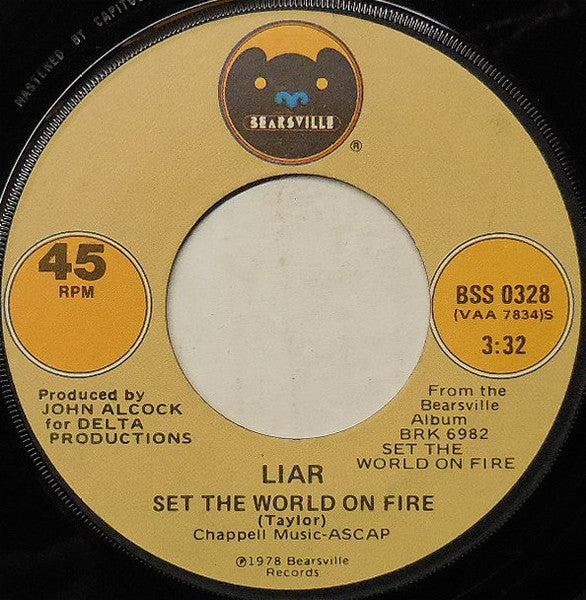 MASTERED BY CAPITOL
BEARSVILLE
®
45
RPM
BSS 0328
(VAA 7834)S
3:32
Produced by
JOHN ALCOCK
for DELTA
PRODUCTIONS
From the
Bearsville
Album
BRK 6982
SET THE
WORLD ON FIRE
LIAR
SET THE WORLD ON FIRE
(Taylor)
Chappell Music-ASCAP
℗1978 Bearsville
Records